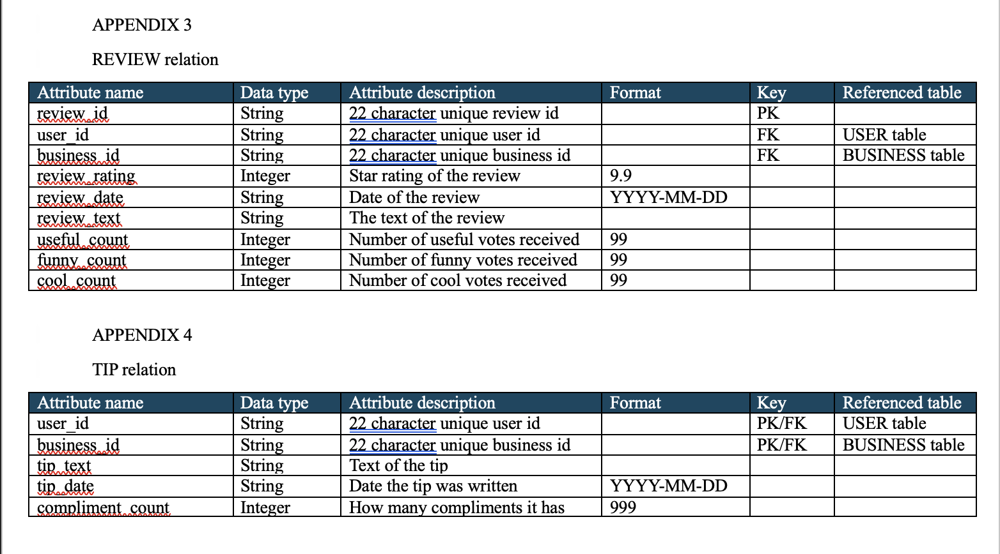 APPENDIX 3
REVIEW relation
Attribute name Data type Attribute description Format Key Referenced table
review_id String 22 character unique review id PK
user_id String 22 character unique user id FK USER table
business_id String 22 character unique business id FK BUSINESS table
review_rating Integer Star rating of the review 9.9
review_date String Date of the review YYYY-MM-DD
review_text String The text of the review
useful_count Integer Number of useful votes received 99
funny_count Integer Number of funny votes received 99
cool_count Integer Number of cool votes received 99
APPENDIX 4
TIP relation
Attribute name Data type Attribute description Format Key Referenced table
user_id String 22 character unique user id PK/FK USER table
business_id String 22 character unique business id PK/FK BUSINESS table
tip_text String Text of the tip
tip_date String Date the tip was written YYYY-MM-DD
compliment_count Integer How many compliments it has 999